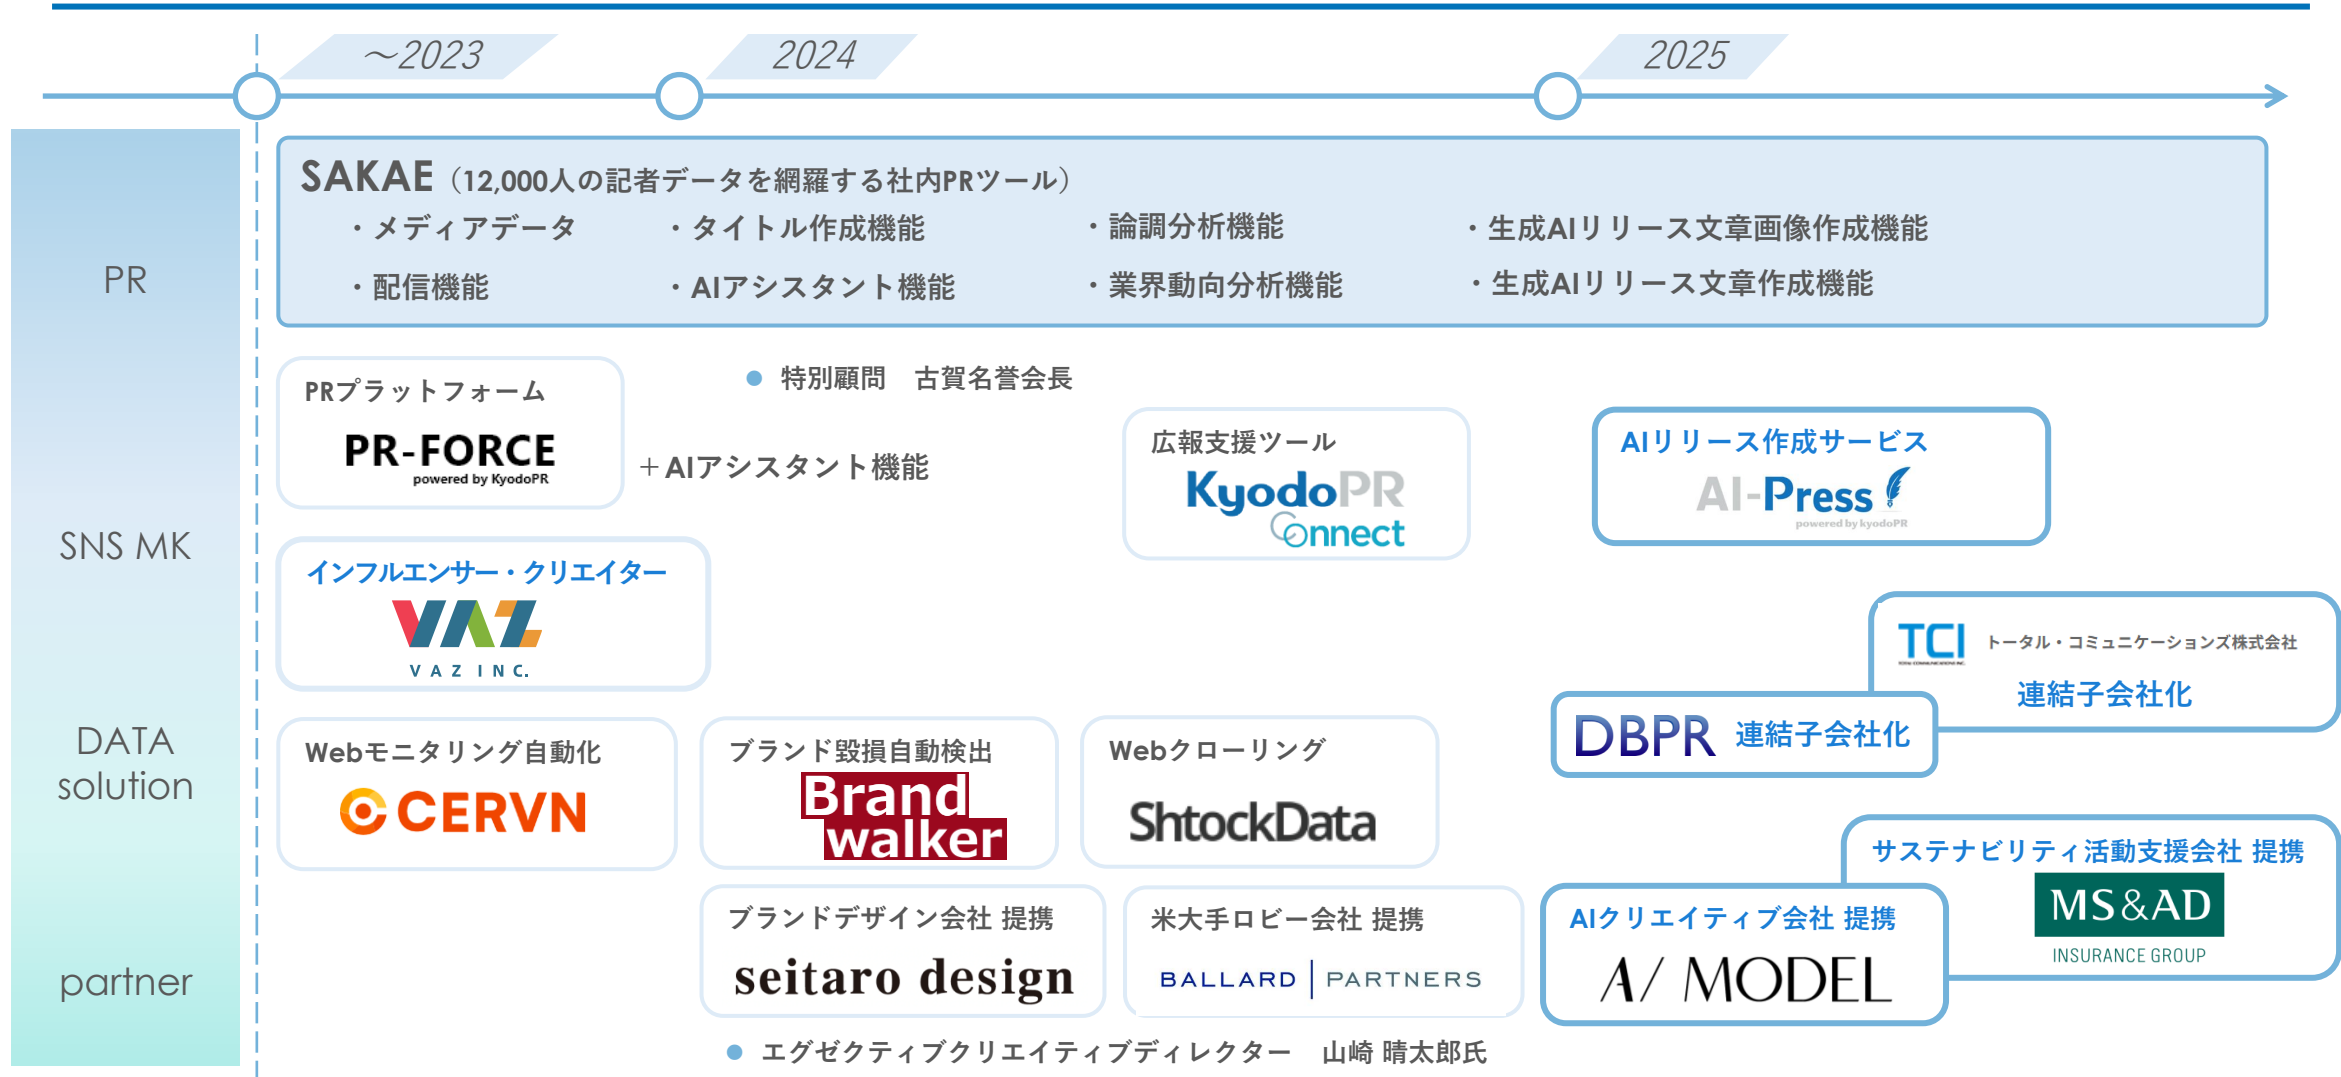 ～2023
2024
2025
PR
SNS MK
DATA
solution
partner
SAKAE（12,000人の記者データを網羅する社内PRツール）
・メディアデータ
・タイトル作成機能
・論調分析機能
・生成AIリリース文章画像作成機能
・配信機能
・AIアシスタント機能
・業界動向分析機能
・生成AIリリース文章作成機能
PRプラットフォーム
PR-FORCE
powered by KyodoPR
＋AIアシスタント機能
● 特別顧問　古賀名誉会長
広報支援ツール
KyodoPR
Connect
AIリリース作成サービス
AI-Press
powered by kyodoPR
インフルエンサー・クリエイター
VAZ
VAZ INC.
TCI
TOTAL COMMUNICATIONS INC.
トータル・コミュニケーションズ株式会社
連結子会社化
DBPR 連結子会社化
Webモニタリング自動化
CERVN
ブランド毀損自動検出
Brand
walker
Webクローリング
ShtockData
サステナビリティ活動支援会社 提携
MS&AD
INSURANCE GROUP
ブランドデザイン会社 提携
seitaro design
米大手ロビー会社 提携
BALLARD | PARTNERS
AIクリエイティブ会社 提携
A/ MODEL
● エグゼクティブクリエイティブディレクター　山崎 晴太郎氏